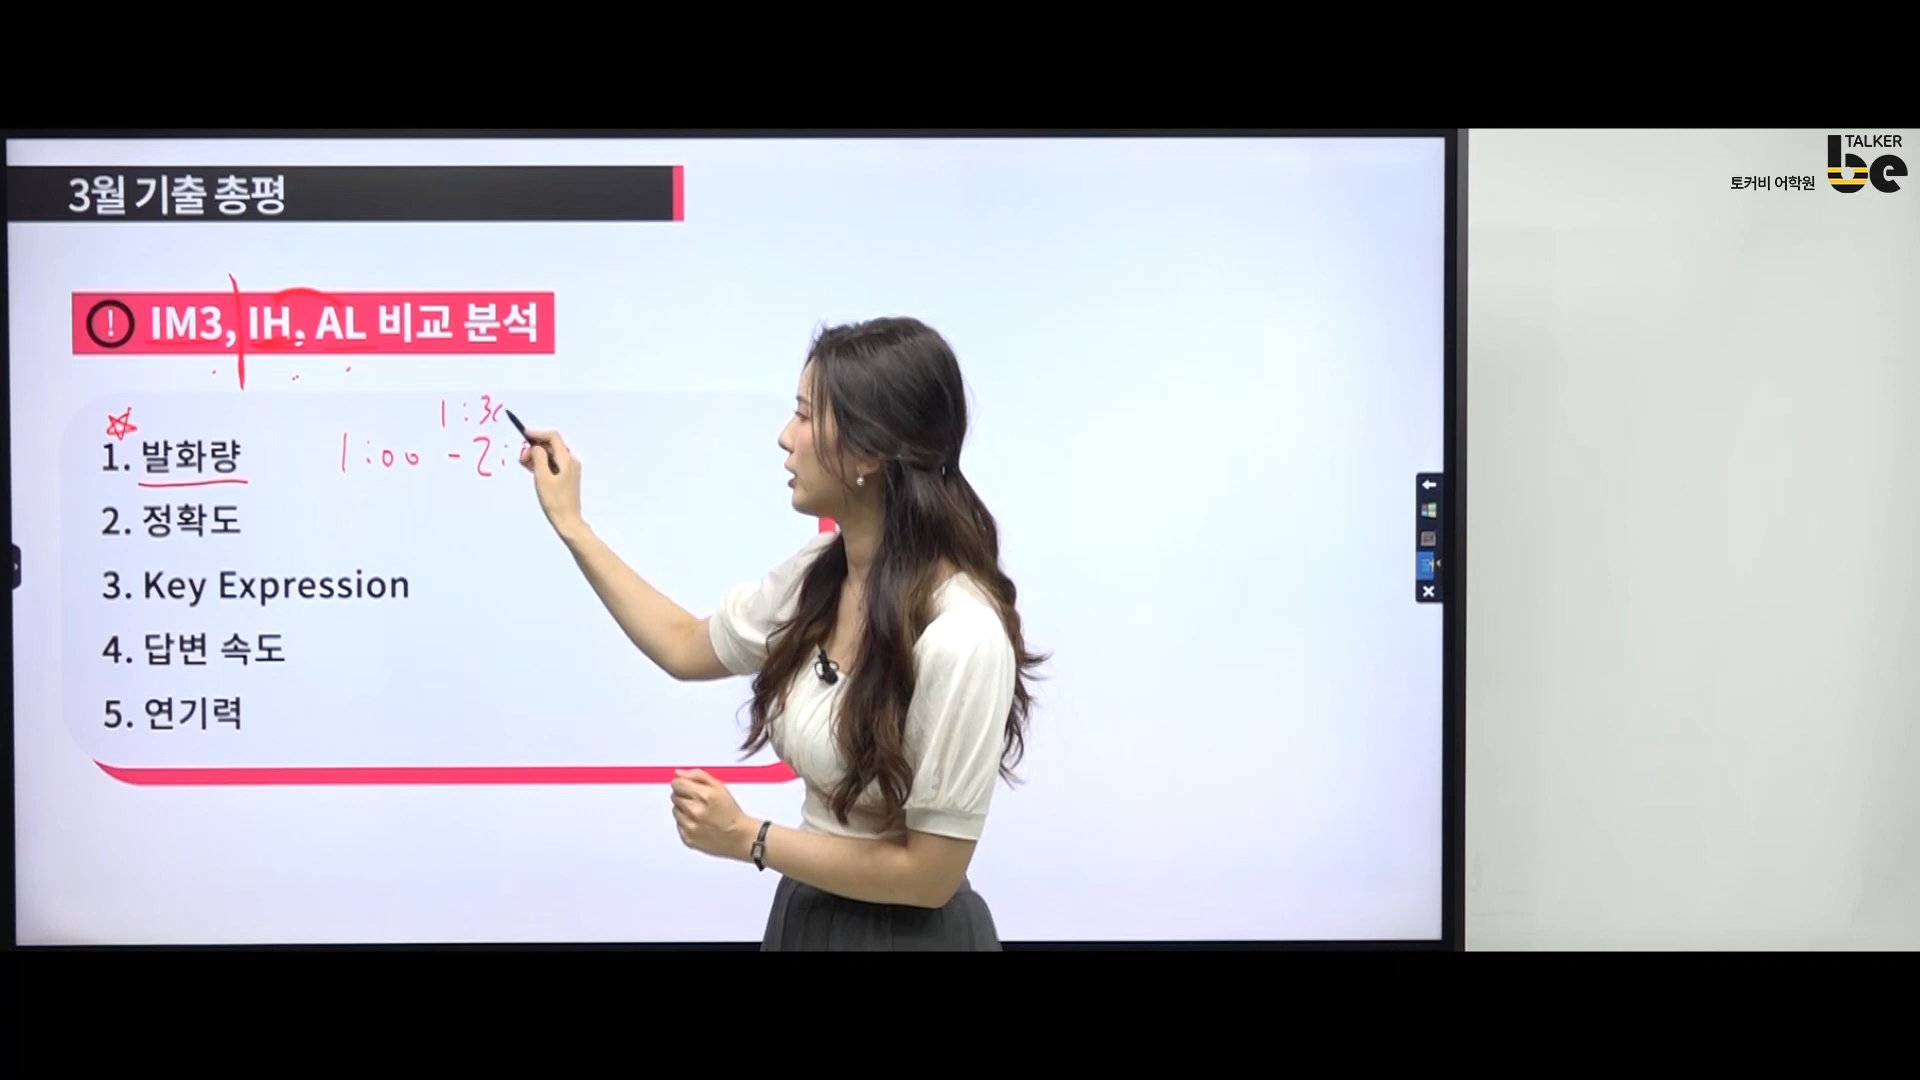 TALKER
be
토커비 어학원
3월 기출 총평
! IM3, IH, AL 비교 분석
1:3
1. 발화량 1:00 - 2:
2. 정확도
3. Key Expression
4. 답변 속도
5. 연기력